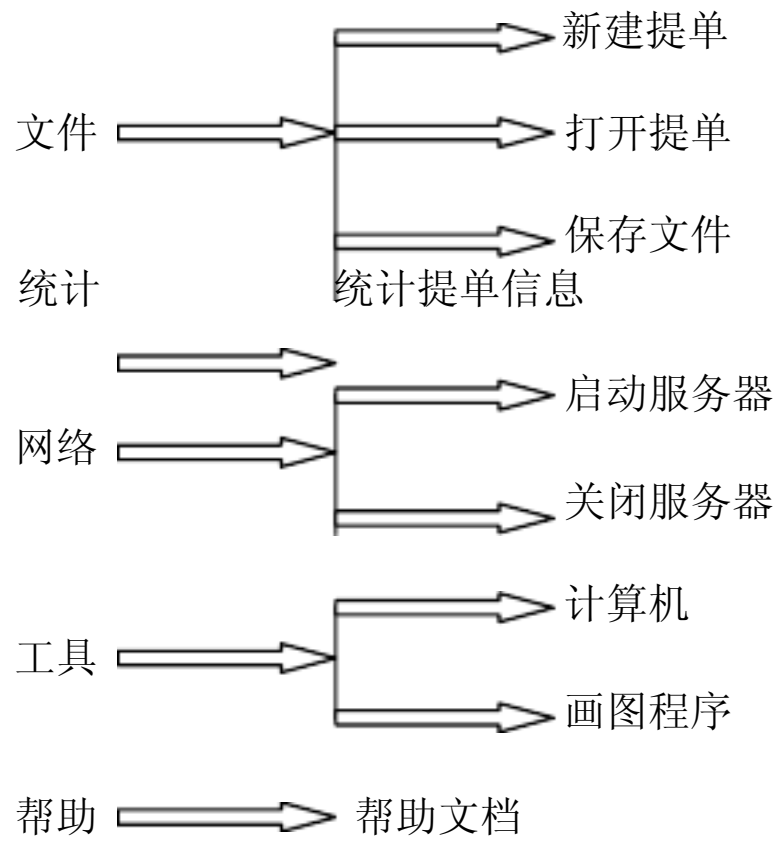 新建提单
文件 打开提单
保存文件
统计 统计提单信息
启动服务器
网络
关闭服务器
计算机
工具
画图程序
帮助 帮助文档